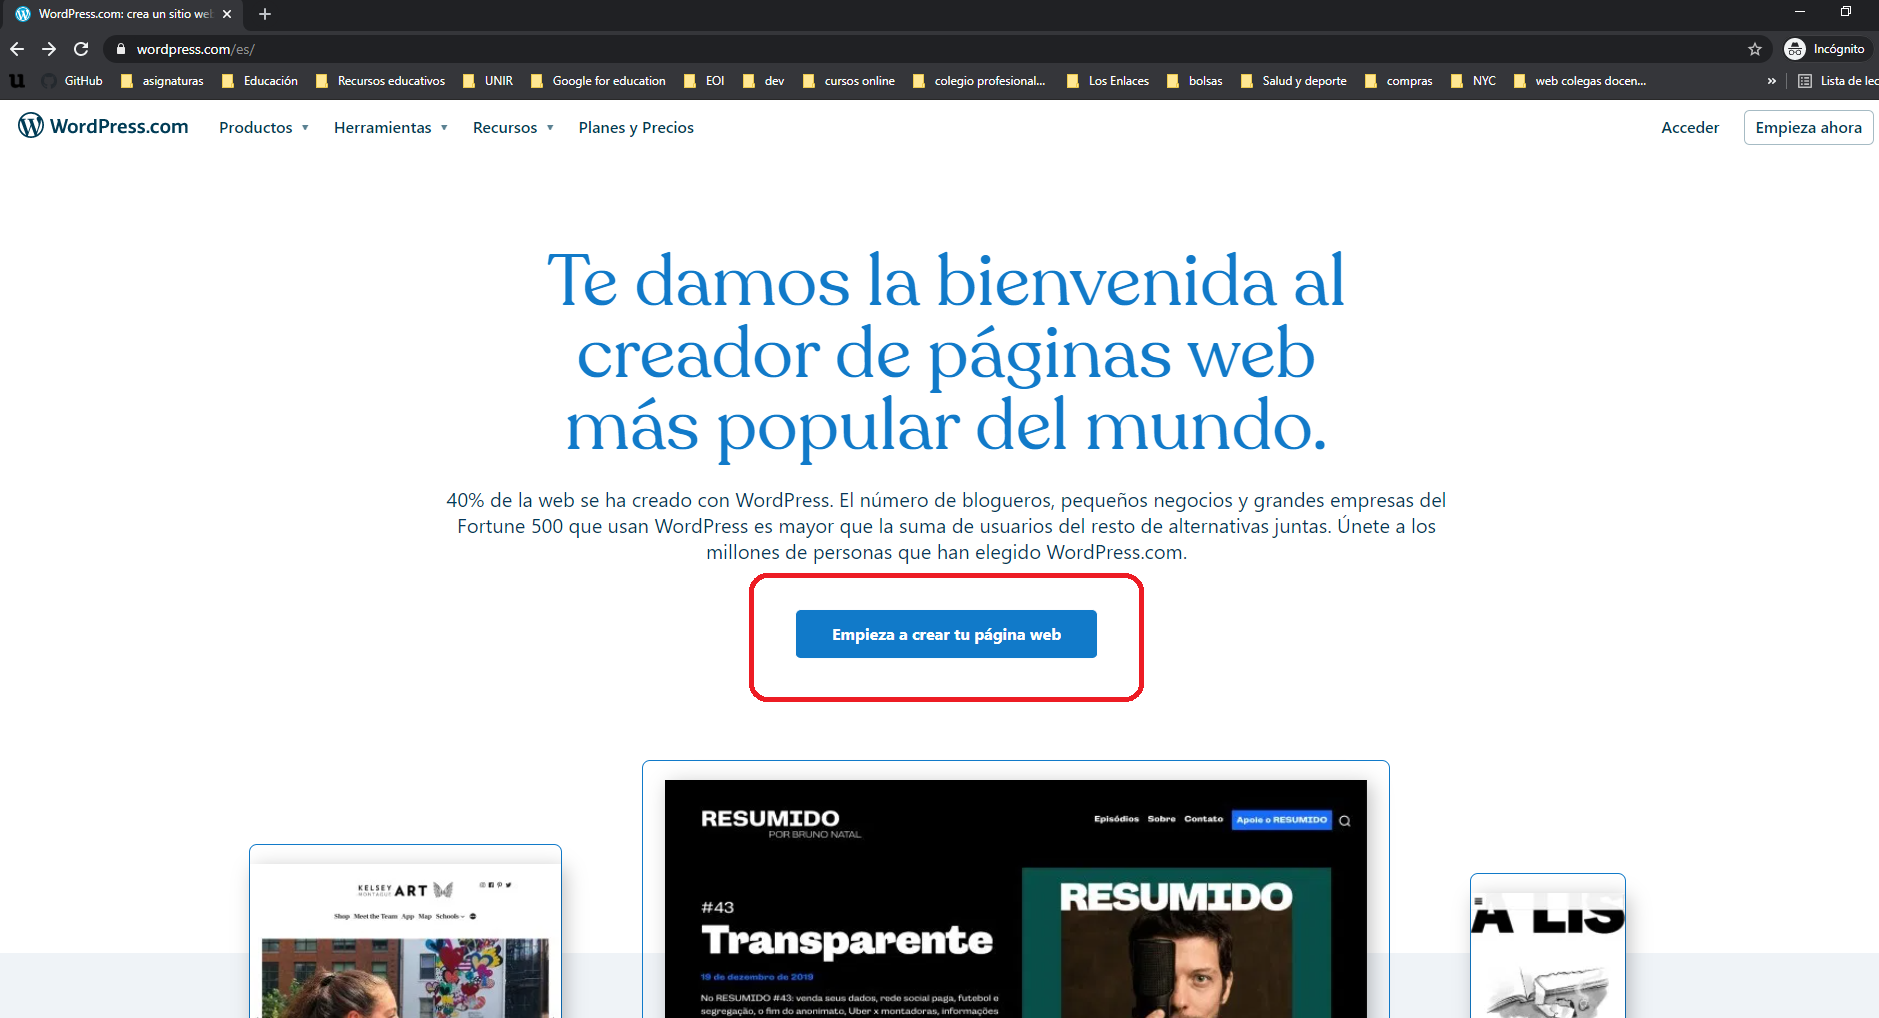 WordPress.com: crea un sitio web
wordpress.com/es/
Incógnito
GitHub asignaturas Educación Recursos educativos UNIR Google for education EOI dev cursos online colegio profesional... Los Enlaces bolsas Salud y deporte compras NYC web colegas docen... » Lista de lec
WordPress.com Productos Herramientas Recursos Planes y Precios Acceder Empieza ahora
Te damos la bienvenida al
creador de páginas web
más popular del mundo.
40% de la web se ha creado con WordPress. El número de blogueros, pequeños negocios y grandes empresas del
Fortune 500 que usan WordPress es mayor que la suma de usuarios del resto de alternativas juntas. Únete a los
millones de personas que han elegido WordPress.com.
Empieza a crear tu página web
RESUMIDO
POR BRUNO NATAL
Episódios Sobre Contato Apoie o RESUMIDO
KELSEY
MONTAGUE
ART
Shop Meet the Team App Map Schools
RESUMIDO
#43
Transparente
19 de dezembro de 2019
No RESUMIDO #43: venda seus dados, rede social paga, futebol e
segregação, o fim do anonimato, Uber x montadoras, informações
A LIS